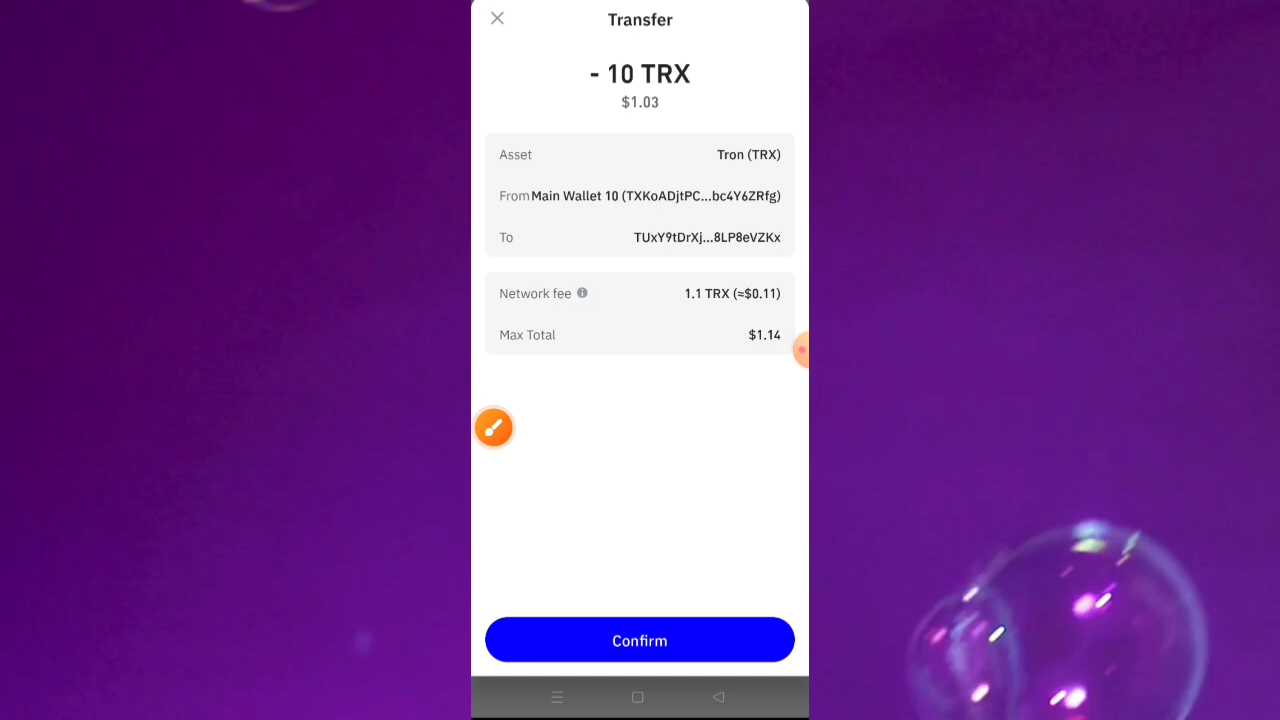 Transfer
- 10 TRX
$1.03
Asset Tron (TRX)
From Main Wallet 10 (TXKoADjtPC...bc4Y6ZRfg)
To TUxY9tDrXj...8LP8eVZKx
Network fee 1.1 TRX (≈$0.11)
Max Total $1.14
Confirm